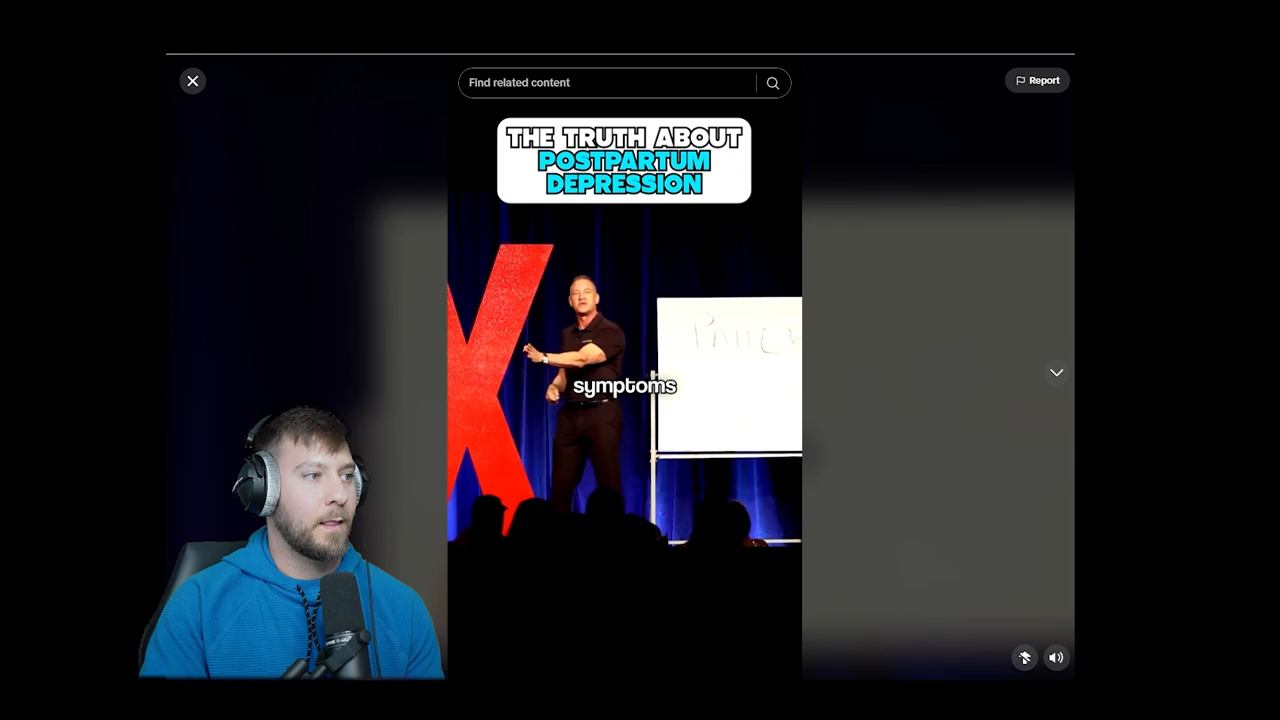 Find related content
Report
THE TRUTH ABOUT
POSTPARTUM
DEPRESSION
X
symptoms